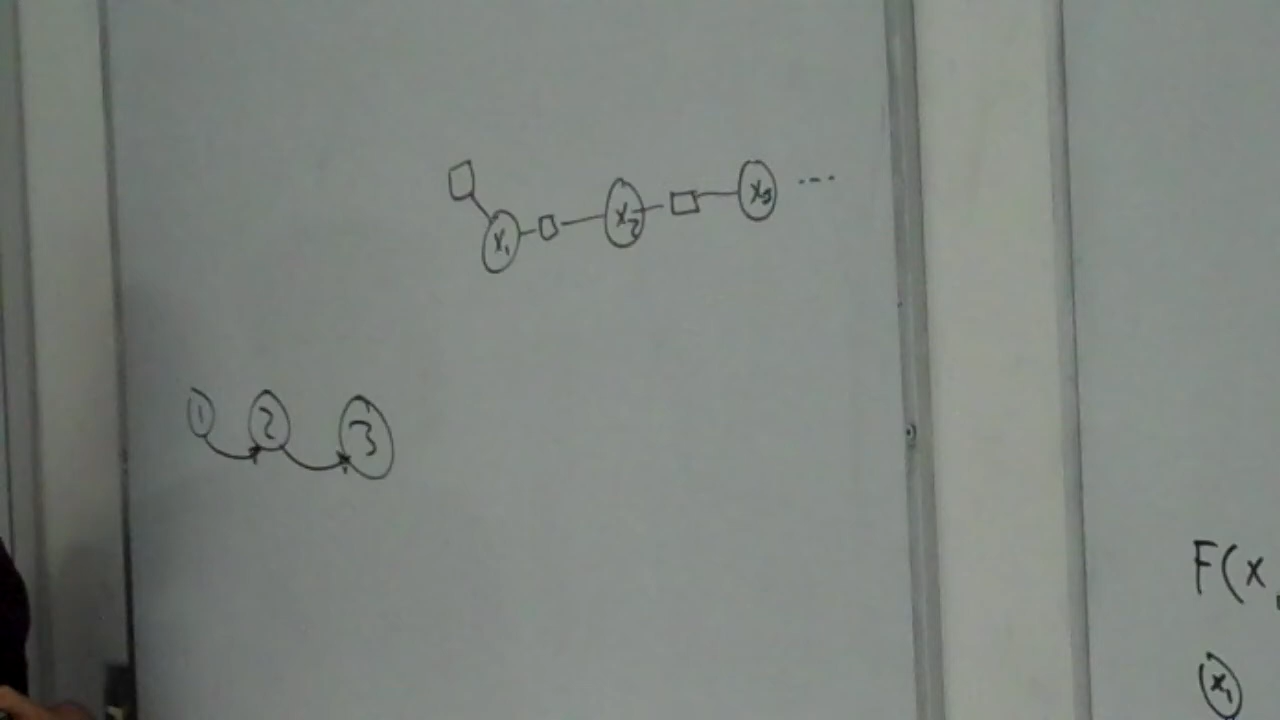 x₁ x₂ x₃ ....
1 2 3
F(x
x₁